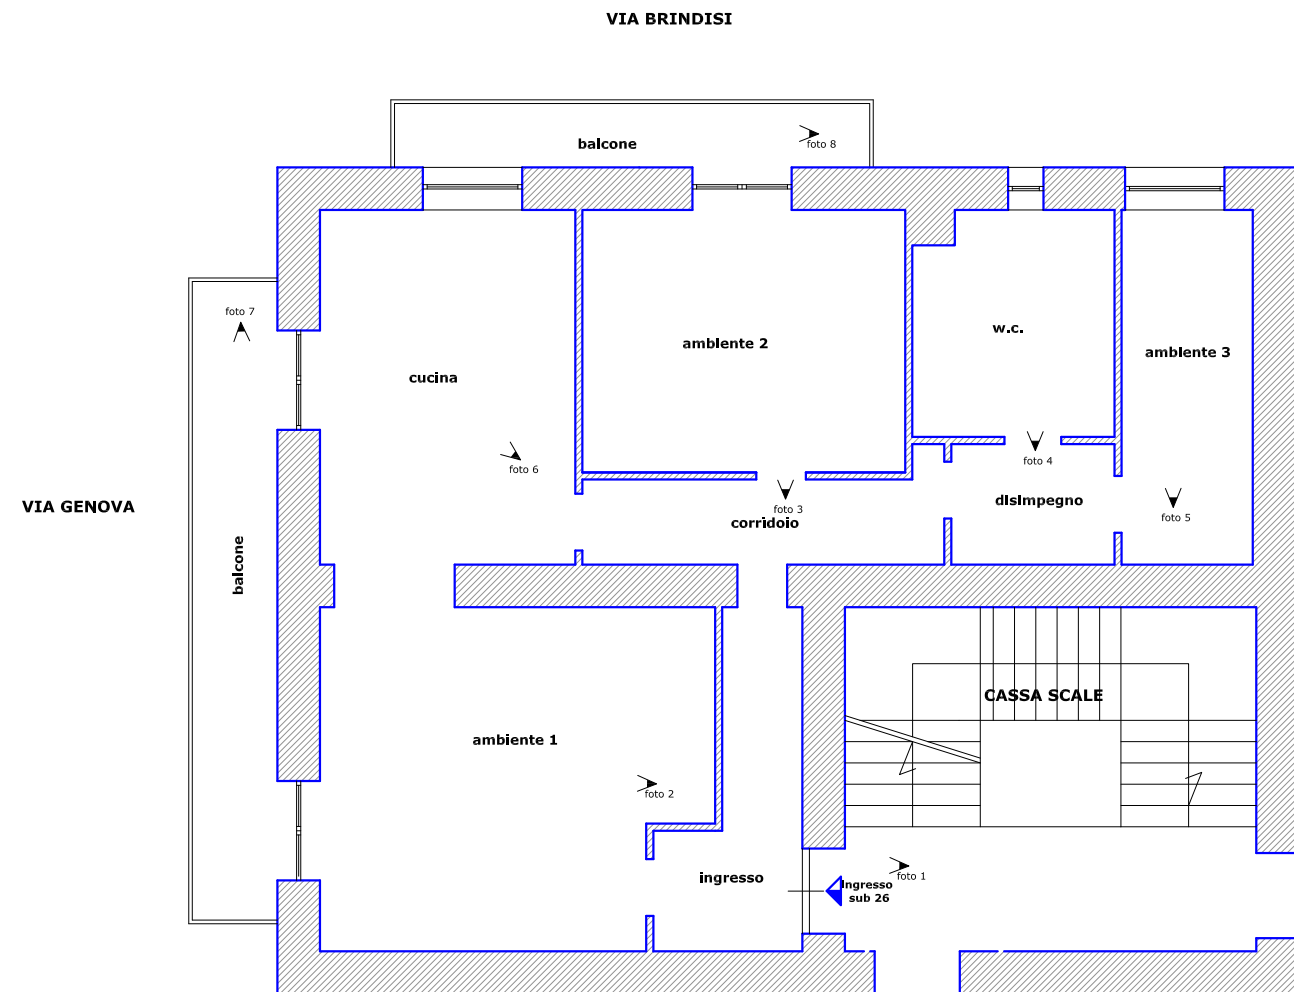 VIA BRINDISI
balcone
foto 8
foto 7
w.c.
ambIente 2
ambIente 3
cucina
foto 6
foto 4
VIA GENOVA
dIsImpegno
foto 3
corridoio
foto 5
balcone
CASSA SCALE
ambiente 1
foto 2
ingresso
foto 1
Ingresso
sub 26